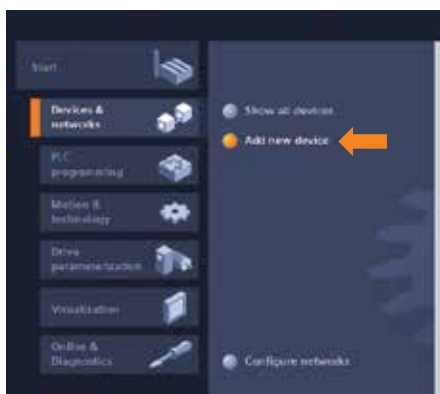 Start
Devices &
networks
PLC
programming
Motion &
technology
Drive
parameterization
Visualization
Online &
Diagnostics
Show all devices
Add new device
Configure networks